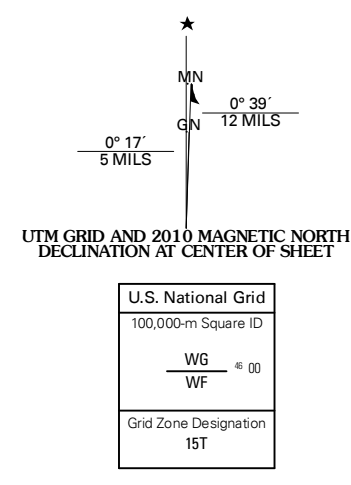 ★
MN
0° 39´
12 MILS
GN
0° 17´
5 MILS
UTM GRID AND 2010 MAGNETIC NORTH
DECLINATION AT CENTER OF SHEET
U.S. National Grid
100,000-m Square ID
WG
46 00
WF
Grid Zone Designation
15T